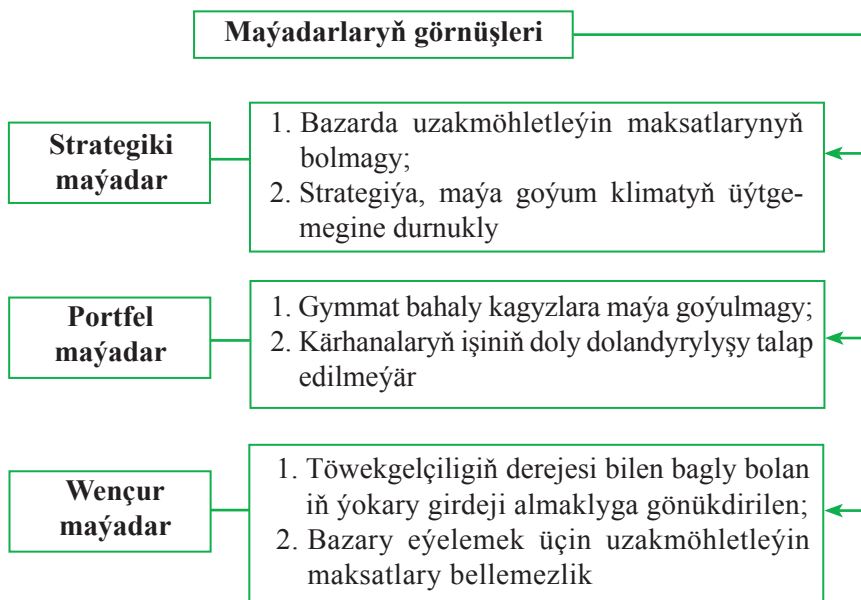 Maýadarlaryň görnüşleri
Strategiki
maýadar
1. Bazarda uzakmöhletleýin maksatlarynyň
bolmagy;
2. Strategiýa, maýa goýum klimatyň üýtge-
megine durnukly
Portfel
maýadar
1. Gymmat bahaly kagyzlara maýa goýulmagy;
2. Kärhanalaryň işiniň doly dolandyrylyşy talap
edilmeýär
Wençur
maýadar
1. Töwekgelçiligiň derejesi bilen bagly bolan
iň ýokary girdeji almaklyga gönükdirilen;
2. Bazary eýelemek üçin uzakmöhletleýin
maksatlary bellemezlik